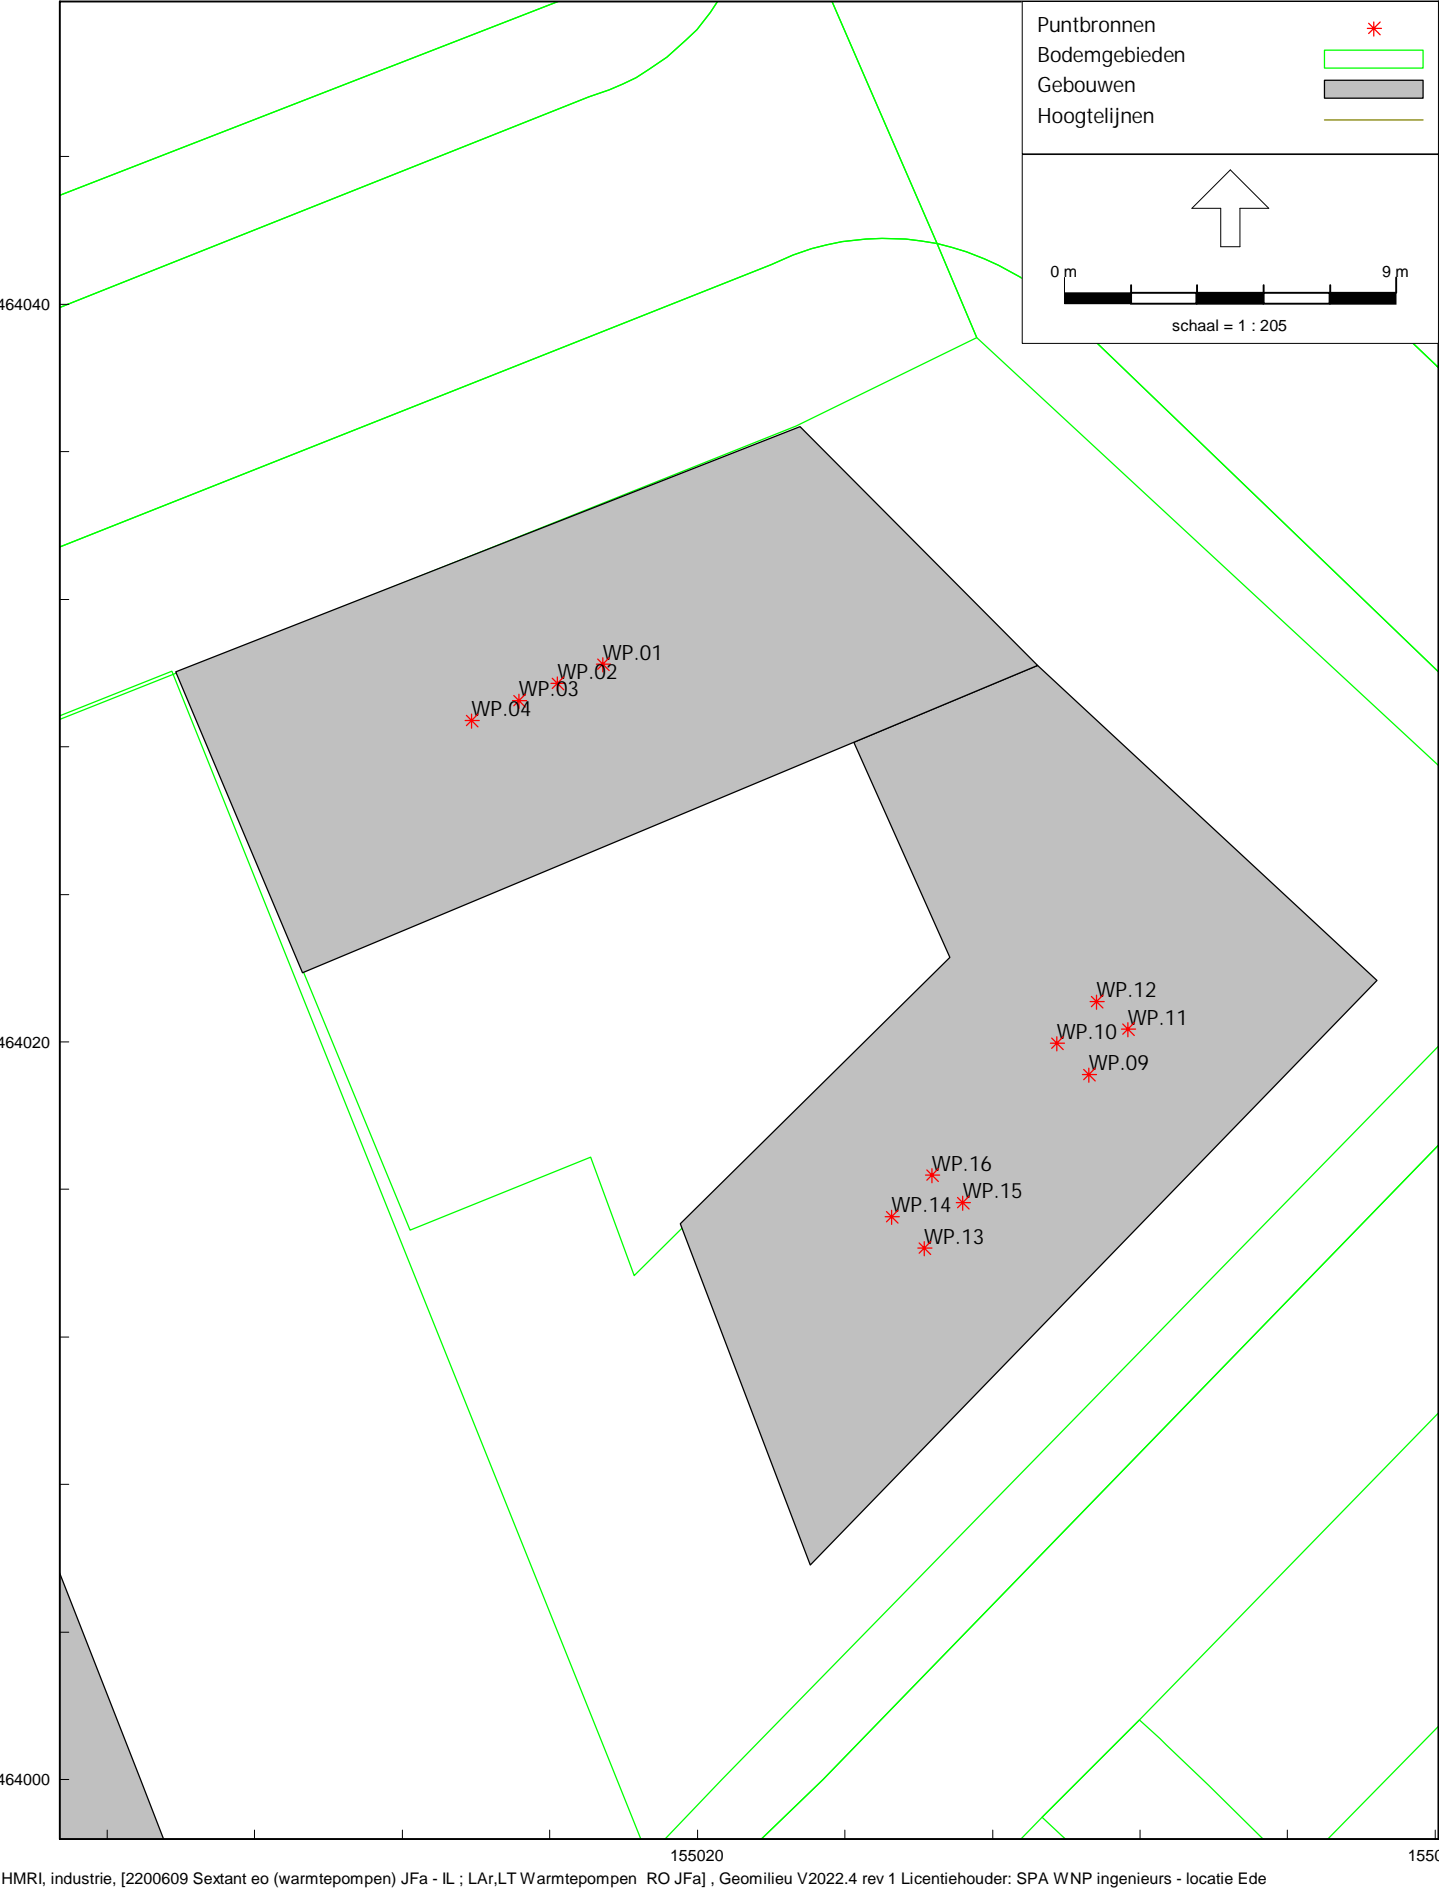 Puntbronnen
Bodemgebieden
Gebouwen
Hoogtelijnen
0 m 9 m
schaal = 1 : 205
464040
WP.01
WP.02
WP.03
WP.04
WP.12
WP.11
464020
WP.10
WP.09
WP.16
WP.15
WP.14
WP.13
464000
155020
HMRI, industrie, [2200609 Sextant eo (warmtepompen) JFa - IL ; LAr,LT Warmtepompen RO JFa] , Geomilieu V2022.4 rev 1 Licentiehouder: SPA WNP ingenieurs - locatie Ede